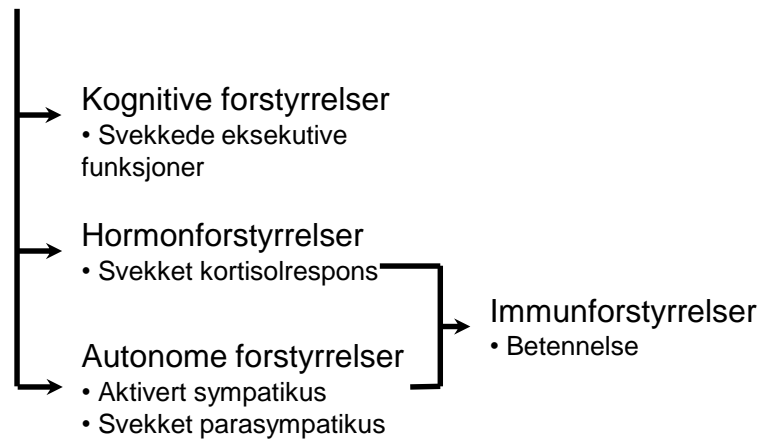 Kognitive forstyrrelser
• Svekkede eksekutive
funksjoner
Hormonforstyrrelser
• Svekket kortisolrespons
Immunforstyrrelser
• Betennelse
Autonome forstyrrelser
• Aktivert sympatikus
• Svekket parasympatikus